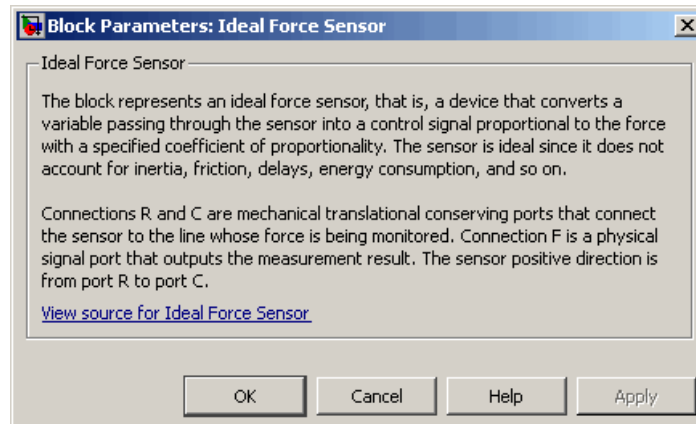 Block Parameters: Ideal Force Sensor
Ideal Force Sensor
The block represents an ideal force sensor, that is, a device that converts a
variable passing through the sensor into a control signal proportional to the force
with a specified coefficient of proportionality. The sensor is ideal since it does not
account for inertia, friction, delays, energy consumption, and so on.
Connections R and C are mechanical translational conserving ports that connect
the sensor to the line whose force is being monitored. Connection F is a physical
signal port that outputs the measurement result. The sensor positive direction is
from port R to port C.
View source for Ideal Force Sensor
OK Cancel Help Apply